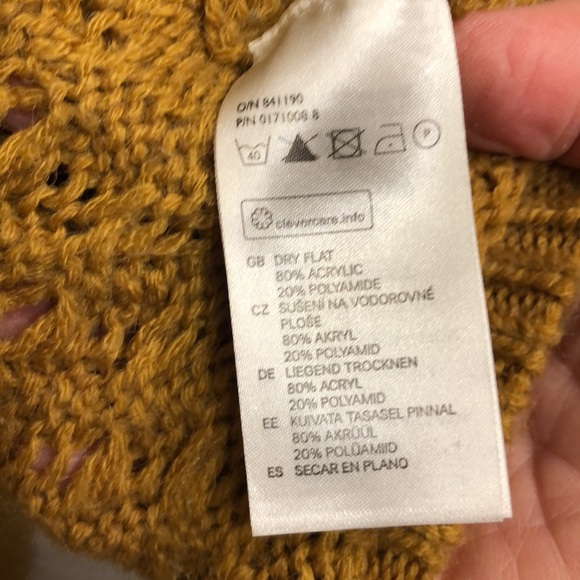 O/N 841190
P/N 0171008 8
40 P
clevercare.info
GB DRY FLAT
80% ACRYLIC
20% POLYAMIDE
CZ SUŠENÍ NA VODOROVNÉ
PLOŠE
80% AKRYL
20% POLYAMID
DE LIEGEND TROCKNEN
80% ACRYL
20% POLYAMID
EE KUIVATA TASASEL PINNAL
80% AKRÜÜL
20% POLÜAMIID
ES SECAR EN PLANO